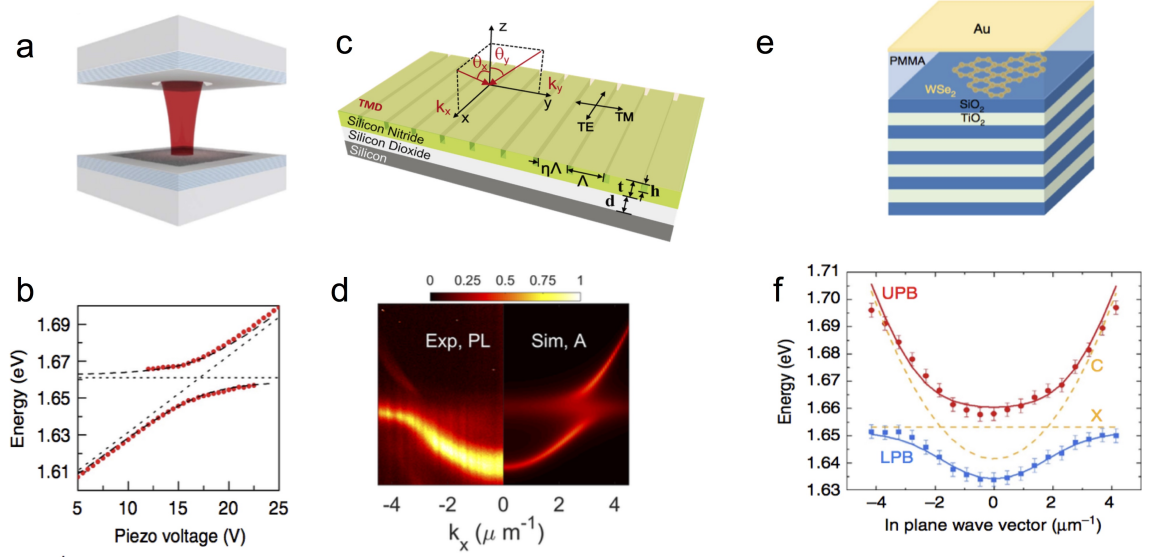 a
b
1.69
1.67
1.65
1.63
1.61
5
10
15
20
25
Energy (eV)
Piezo voltage (V)
c
z
θx
θy
kx
ky
x
y
TMD
TE
TM
Silicon Nitride
Silicon Dioxide
Silicon
ηΛ
Λ
t
h
d
d
0
0.25
0.5
0.75
1
Exp, PL
Sim, A
-4
-2
0
2
4
kx (μ m⁻¹)
e
Au
PMMA
WSe₂
SiO₂
TiO₂
f
1.71
1.70
1.69
1.68
1.67
1.66
1.65
1.64
1.63
Energy (eV)
UPB
C
X
LPB
−4
−2
0
2
4
In plane wave vector (μm⁻¹)